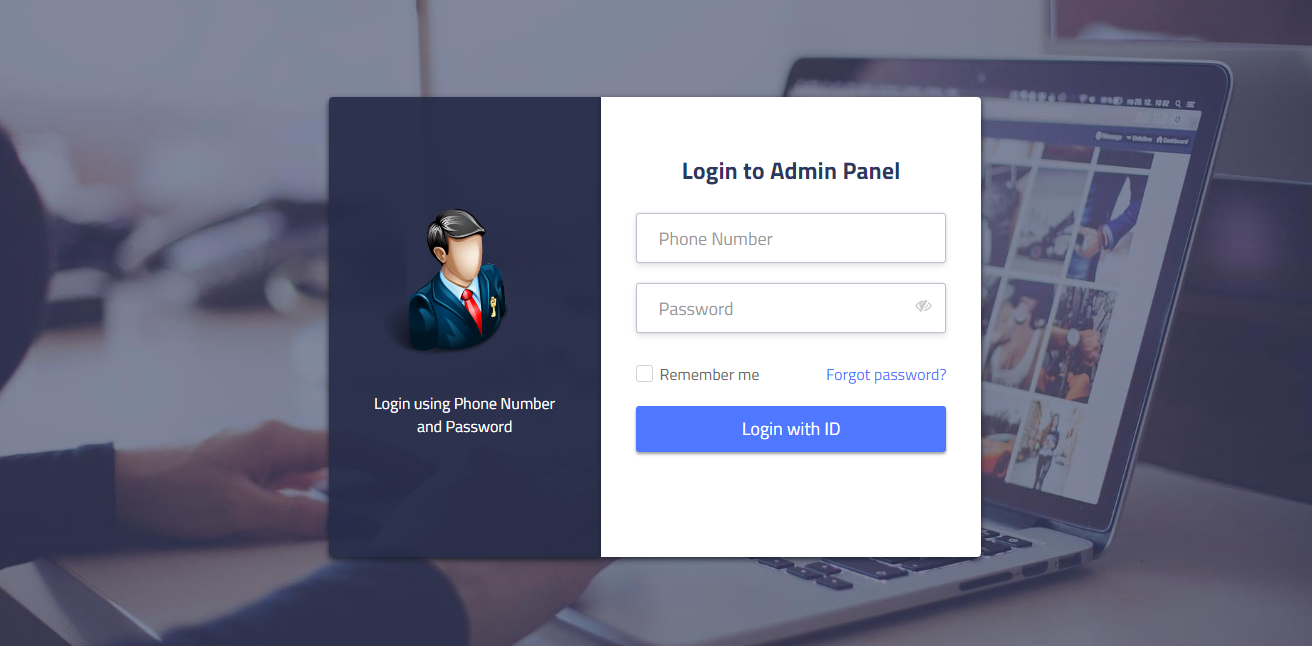 Login to Admin Panel
Phone Number
Password
Remember me
Forgot password?
Login with ID
Login using Phone Number
and Password
Dashboard